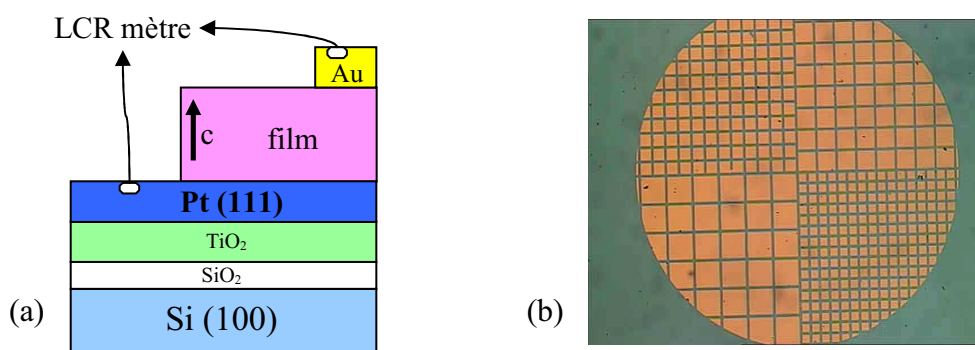 LCR mètre
Au
c
film
Pt (111)
TiO₂
SiO₂
Si (100)
(a)
(b)